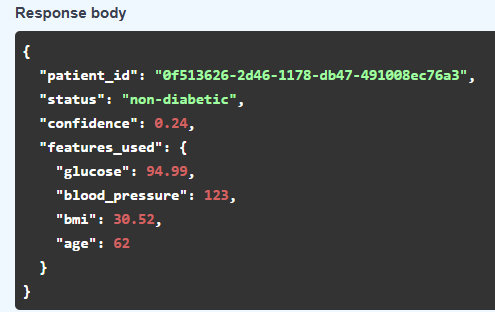 Response body
{
  "patient_id": "0f513626-2d46-1178-db47-491008ec76a3",
  "status": "non-diabetic",
  "confidence": 0.24,
  "features_used": {
    "glucose": 94.99,
    "blood_pressure": 123,
    "bmi": 30.52,
    "age": 62
  }
}